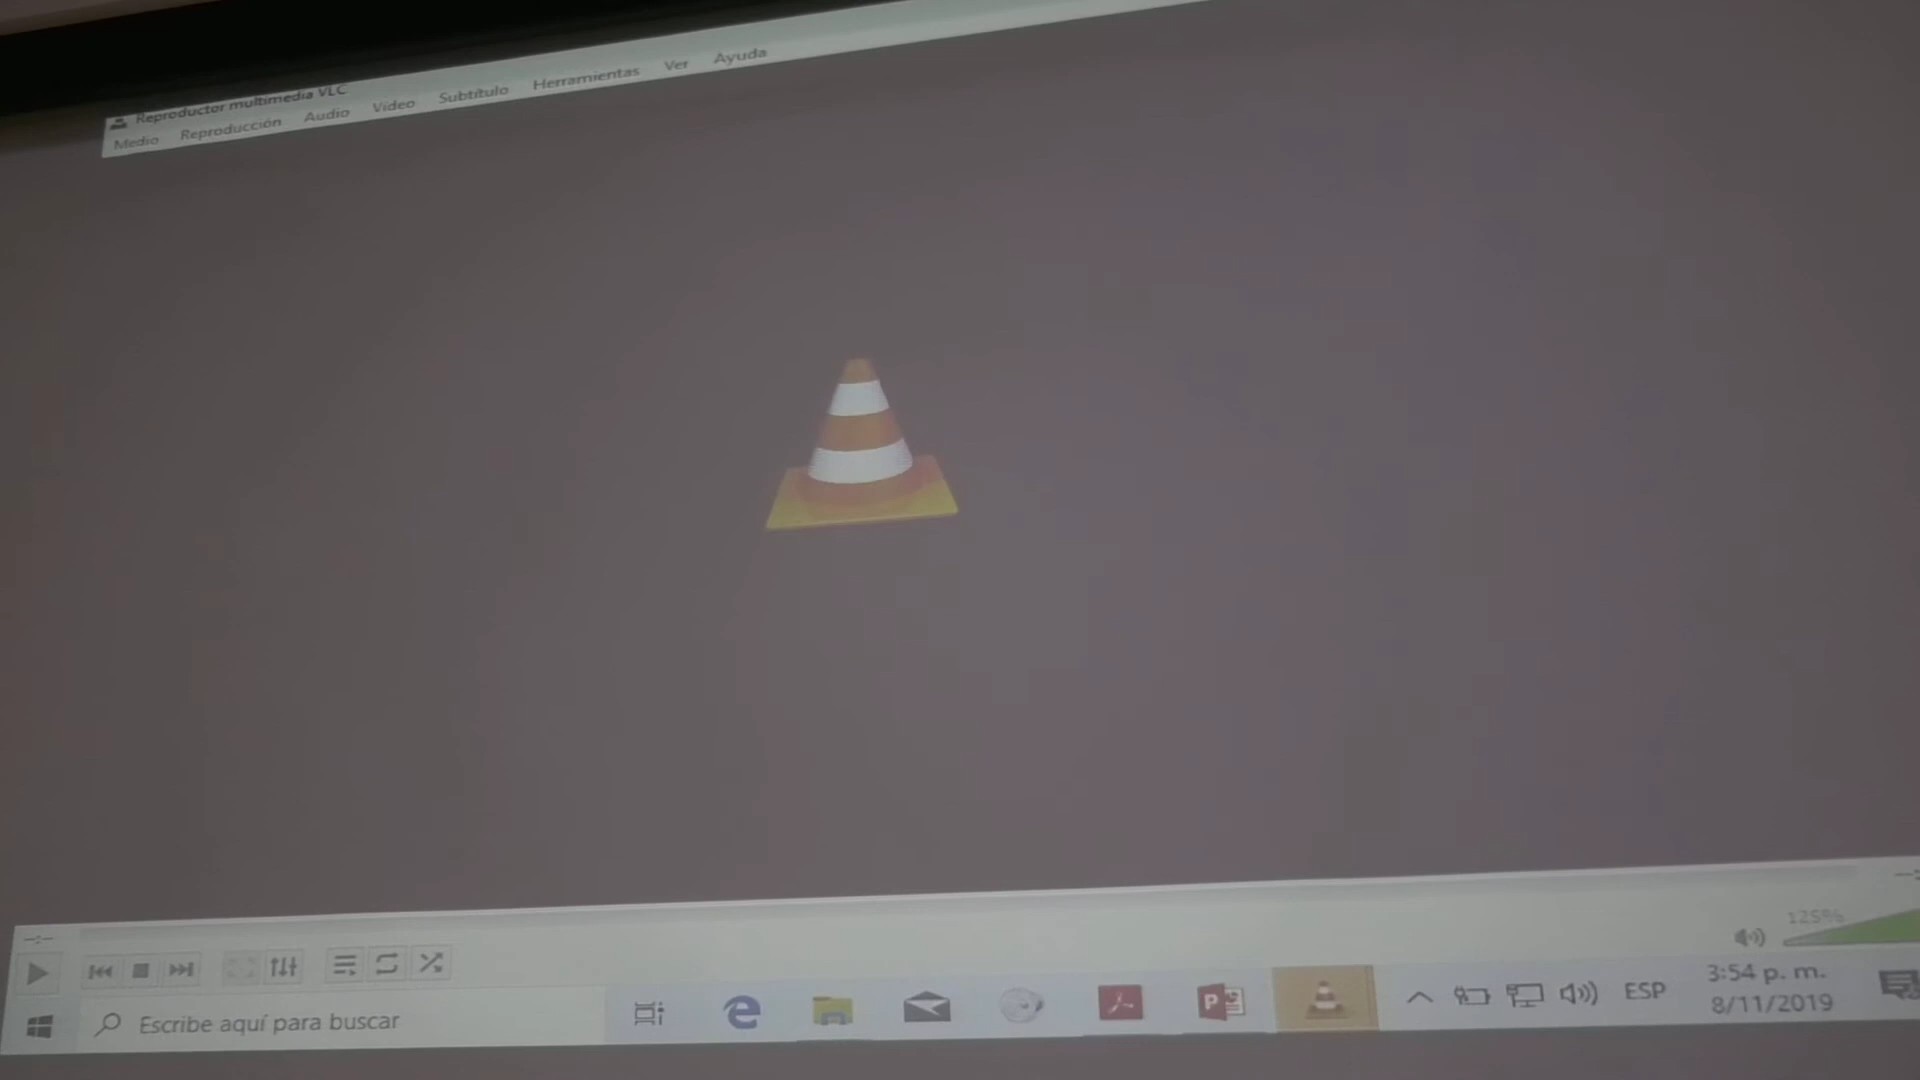 Reproductor multimedia VLC
Medio Reproducción Audio Vídeo Subtítulo Herramientas Ver Ayuda
125%
Escribe aquí para buscar
ESP
3:54 p. m.
8/11/2019